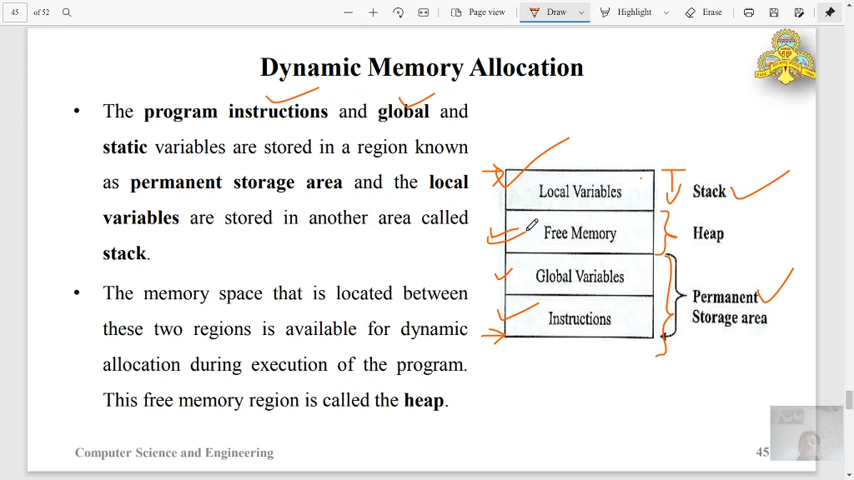 45 of 52 Page view Draw Highlight Erase
Dynamic Memory Allocation
• The program instructions and global and
static variables are stored in a region known
as permanent storage area and the local
variables are stored in another area called
stack.
• The memory space that is located between
these two regions is available for dynamic
allocation during execution of the program.
This free memory region is called the heap.
Local Variables
Free Memory
Global Variables
Instructions
Stack
Heap
Permanent
Storage area
Computer Science and Engineering
45